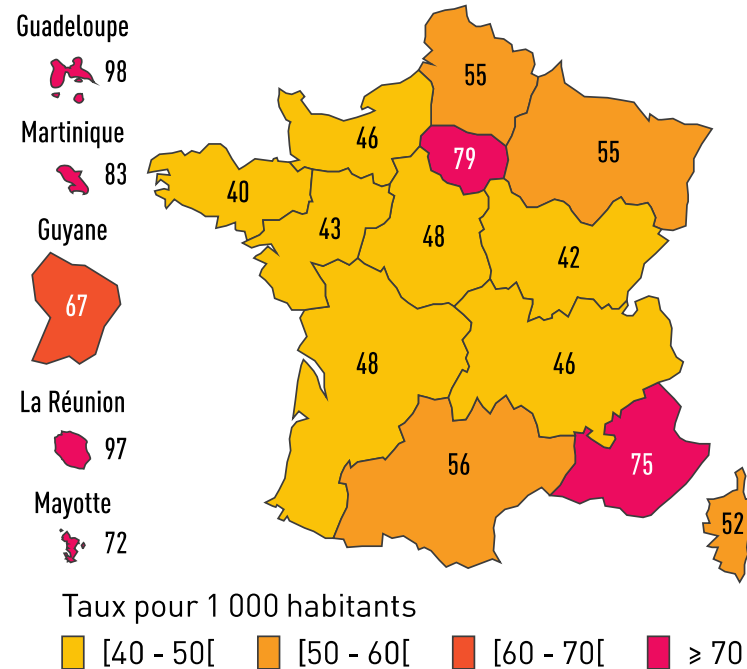 Guadeloupe
98
Martinique
83
Guyane
67
La Réunion
97
Mayotte
72
55
46
79
55
40
43
48
42
48
46
56
75
52
Taux pour 1 000 habitants
[40 - 50[ [50 - 60[ [60 - 70[ ⩾ 70